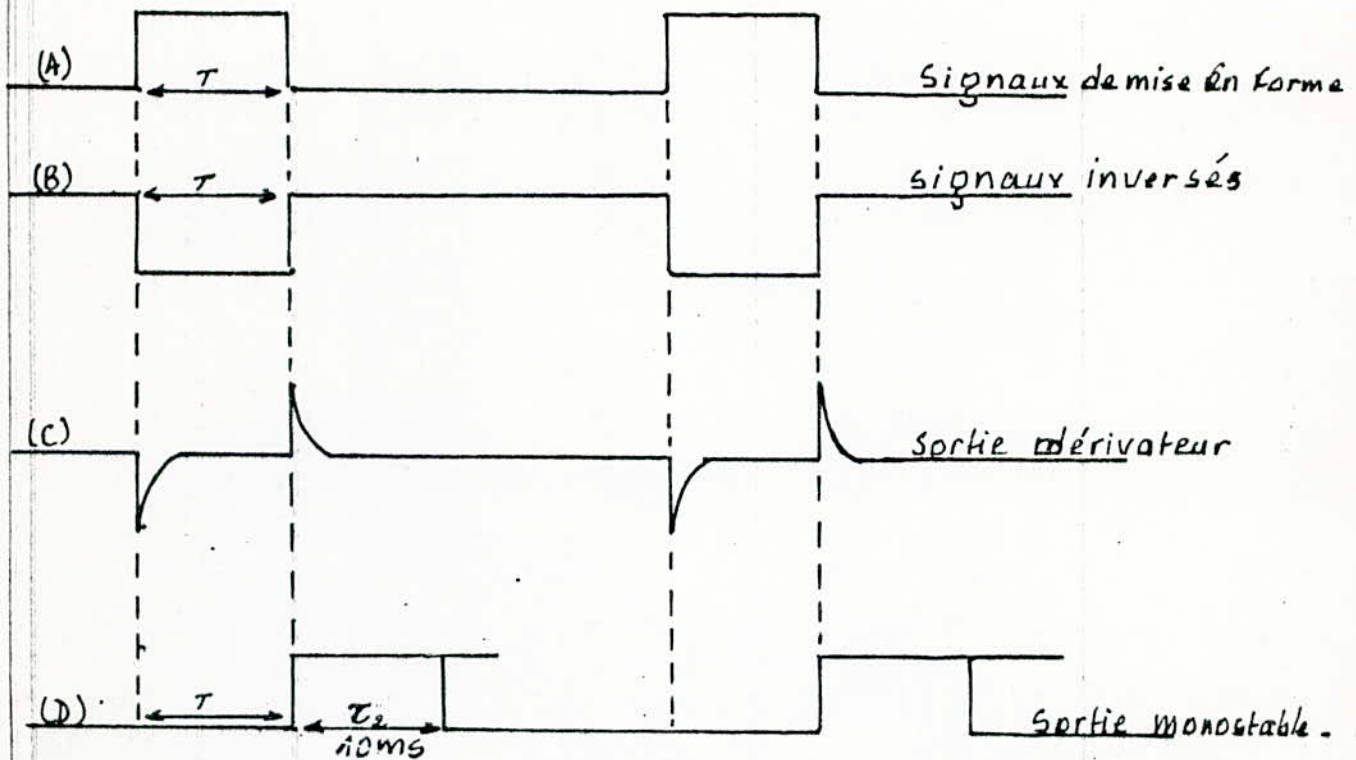 (A) T Signaux de mise en forme
(B) T signaux inversés
(C) sortie dérivateur
(D) T τ₂ sortie monostable.
10ms